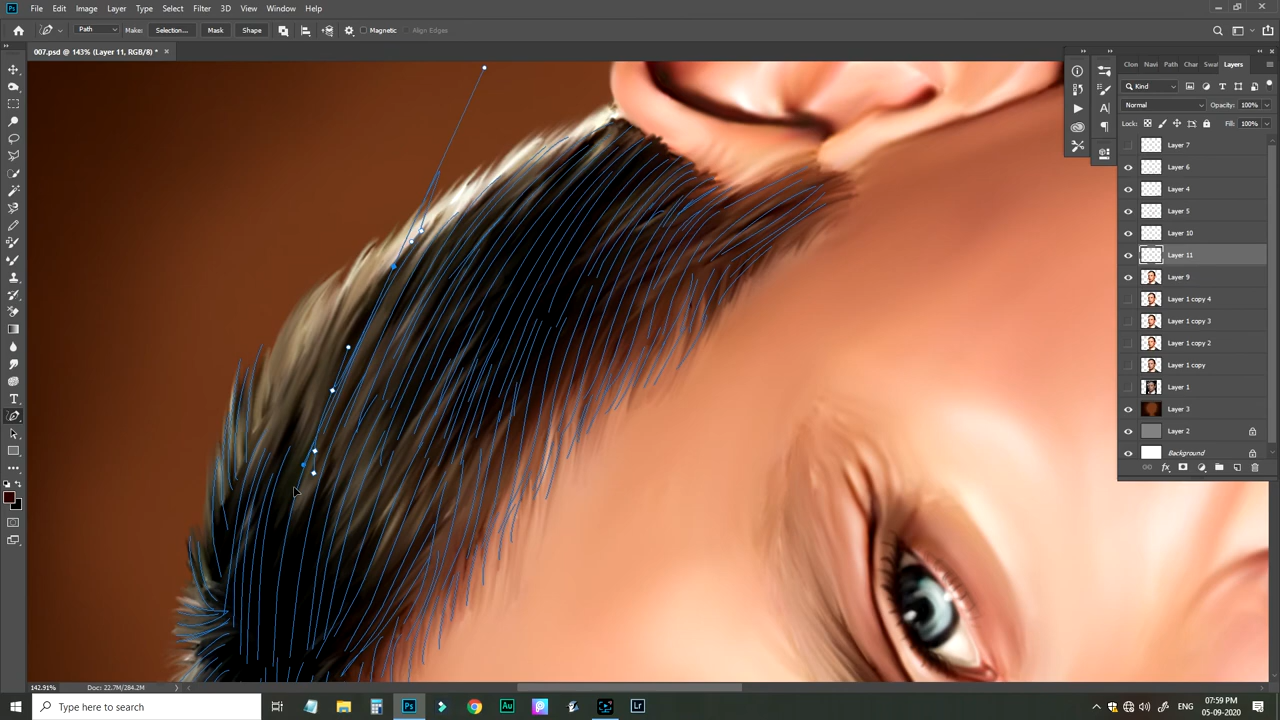 Ps File Edit Image Layer Type Select Filter 3D View Window Help
Path Make: Selection... Mask Shape Magnetic Align Edges
007.psd @ 143% (Layer 11, RGB/8) * ×
Clon Navi Path Char Swat Layers
Kind
Normal Opacity: 100%
Lock: Fill: 100%
Layer 7
Layer 6
Layer 4
Layer 5
Layer 10
Layer 11
Layer 9
Layer 1 copy 4
Layer 1 copy 3
Layer 1 copy 2
Layer 1 copy
Layer 1
Layer 3
Layer 2
Background
142.91% Doc: 22.7M/284.2M
Type here to search
Ps Au Lr
ENG
07:59 PM
05-09-2020